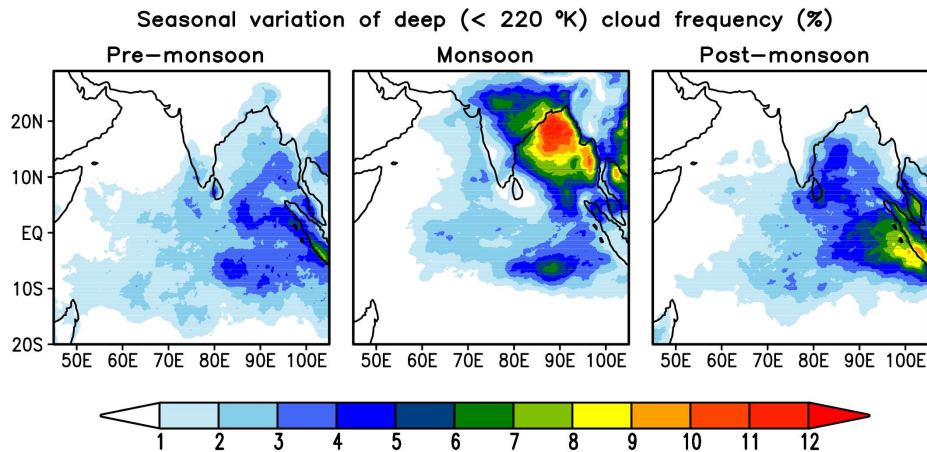 Seasonal variation of deep (< 220 ºK) cloud frequency (%)
Pre-monsoon Monsoon Post-monsoon
20N
10N
EQ
10S
20S
50E 60E 70E 80E 90E 100E 50E 60E 70E 80E 90E 100E 50E 60E 70E 80E 90E 100E
1 2 3 4 5 6 7 8 9 10 11 12